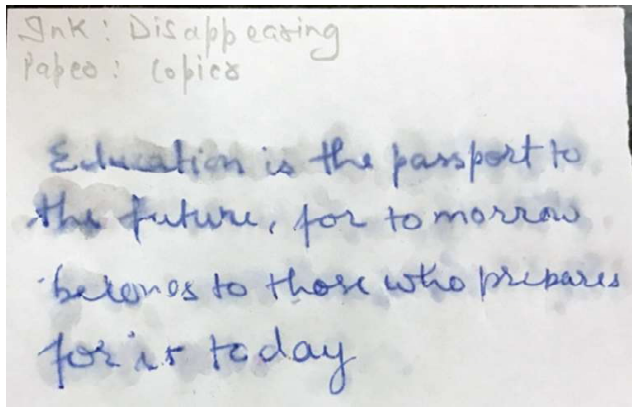 Ink : Disappearing
Paper : Copier
Education is the passport to
the future, for tomorrow
belongs to those who prepares
for it today